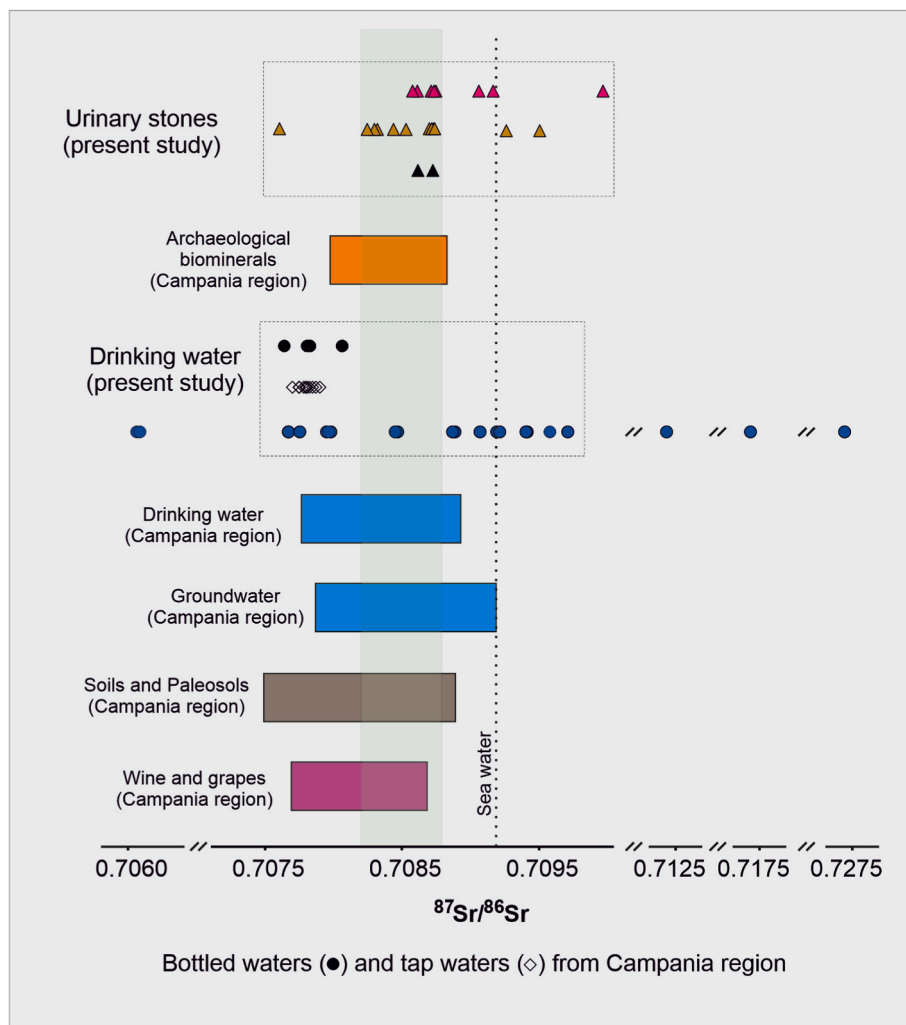 Urinary stones
(present study)
Archaeological
biominerals
(Campania region)
Drinking water
(present study)
Drinking water
(Campania region)
Groundwater
(Campania region)
Soils and Paleosols
(Campania region)
Wine and grapes
(Campania region)
Sea water
0.7060 0.7075 0.7085 0.7095 0.7125 0.7175 0.7275
⁸⁷Sr/⁸⁶Sr
Bottled waters (●) and tap waters (◇) from Campania region